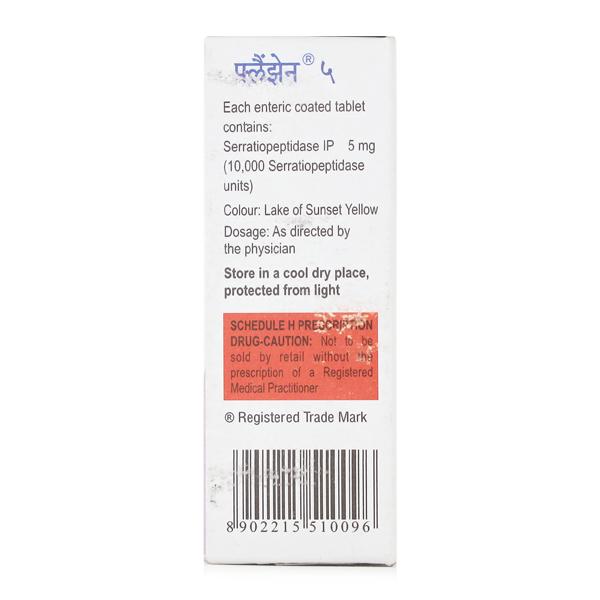 फ्लैंझेन® ५
Each enteric coated tablet
contains:
Serratiopeptidase IP 5 mg
(10,000 Serratiopeptidase
units)
Colour: Lake of Sunset Yellow
Dosage: As directed by
the physician
Store in a cool dry place,
protected from light
SCHEDULE H PRESCRIPTION
DRUG-CAUTION: Not to be
sold by retail without the
prescription of a Registered
Medical Practitioner
® Registered Trade Mark
8 902215 510096